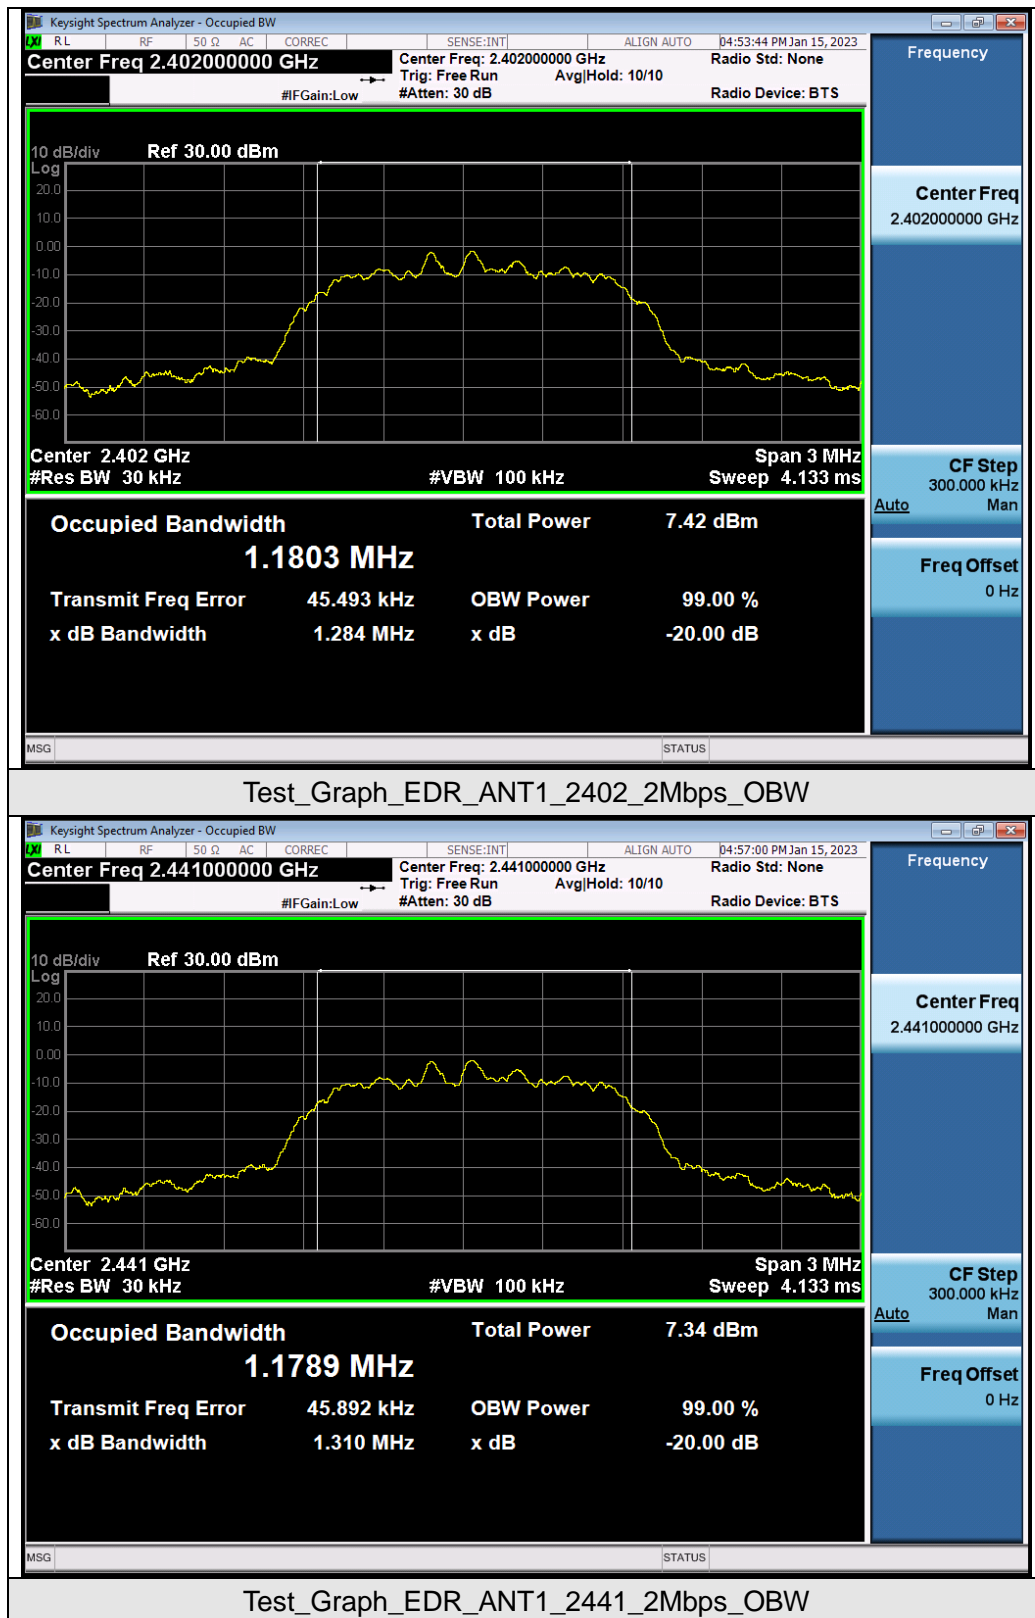 Keysight Spectrum Analyzer - Occupied BW
LXI RL RF 50 Ω AC CORREC SENSE:INT ALIGN AUTO 04:53:44 PM Jan 15, 2023
Center Freq 2.402000000 GHz
Center Freq: 2.402000000 GHz
Radio Std: None
Trig: Free Run Avg|Hold: 10/10
#IFGain:Low #Atten: 30 dB Radio Device: BTS
Frequency
10 dB/div Ref 30.00 dBm
Log
20.0
10.0
0.00
-10.0
-20.0
-30.0
-40.0
-50.0
-60.0
Center Freq
2.402000000 GHz
Center 2.402 GHz Span 3 MHz
#Res BW 30 kHz #VBW 100 kHz Sweep 4.133 ms
CF Step
300.000 kHz
Auto Man
Occupied Bandwidth Total Power 7.42 dBm
1.1803 MHz
Freq Offset
0 Hz
Transmit Freq Error 45.493 kHz OBW Power 99.00 %
x dB Bandwidth 1.284 MHz x dB -20.00 dB
MSG STATUS
Test_Graph_EDR_ANT1_2402_2Mbps_OBW
Keysight Spectrum Analyzer - Occupied BW
LXI RL RF 50 Ω AC CORREC SENSE:INT ALIGN AUTO 04:57:00 PM Jan 15, 2023
Center Freq 2.441000000 GHz
Center Freq: 2.441000000 GHz
Radio Std: None
Trig: Free Run Avg|Hold: 10/10
#IFGain:Low #Atten: 30 dB Radio Device: BTS
Frequency
10 dB/div Ref 30.00 dBm
Log
20.0
10.0
0.00
-10.0
-20.0
-30.0
-40.0
-50.0
-60.0
Center Freq
2.441000000 GHz
Center 2.441 GHz Span 3 MHz
#Res BW 30 kHz #VBW 100 kHz Sweep 4.133 ms
CF Step
300.000 kHz
Auto Man
Occupied Bandwidth Total Power 7.34 dBm
1.1789 MHz
Freq Offset
0 Hz
Transmit Freq Error 45.892 kHz OBW Power 99.00 %
x dB Bandwidth 1.310 MHz x dB -20.00 dB
MSG STATUS
Test_Graph_EDR_ANT1_2441_2Mbps_OBW